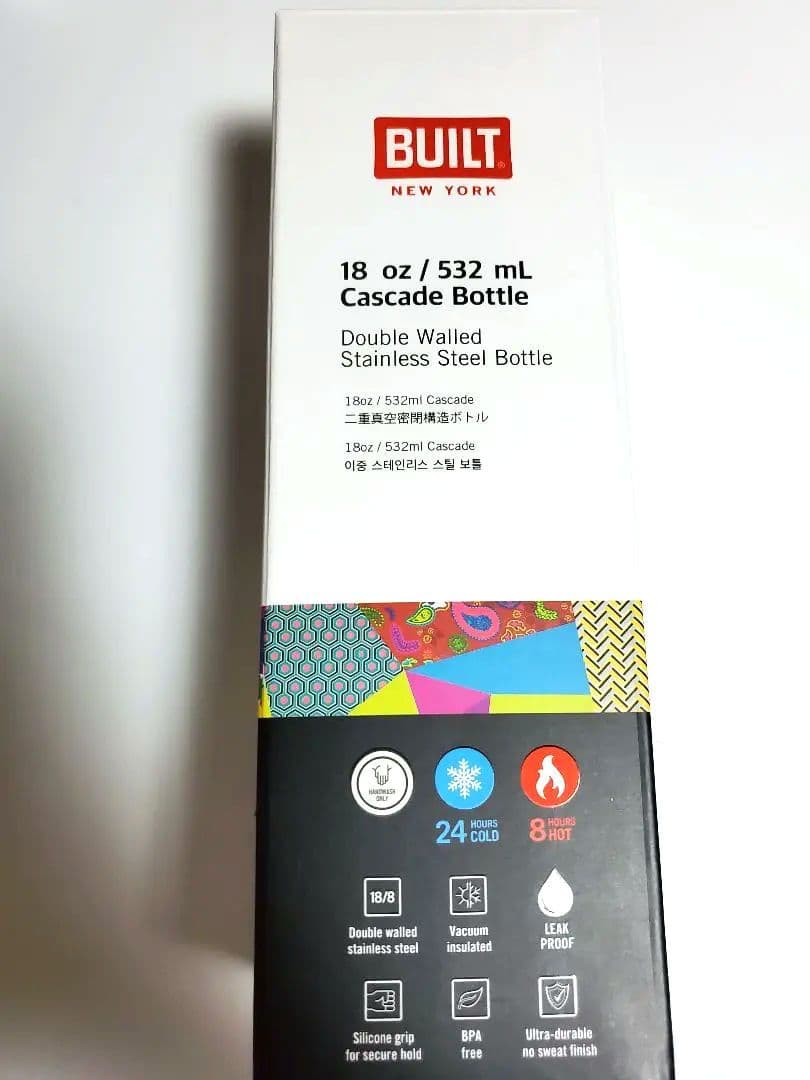 BUILT®
NEW YORK
18 oz / 532 mL
Cascade Bottle
Double Walled
Stainless Steel Bottle
18oz / 532ml Cascade
二重真空密閉構造ボトル
18oz / 532ml Cascade
이중 스테인리스 스틸 보틀
HANDWASH
ONLY
24 HOURS
COLD
8 HOURS
HOT
18/8
Double walled
stainless steel
Vacuum
insulated
LEAK
PROOF
Silicone grip
for secure hold
BPA
free
Ultra-durable
no sweat finish